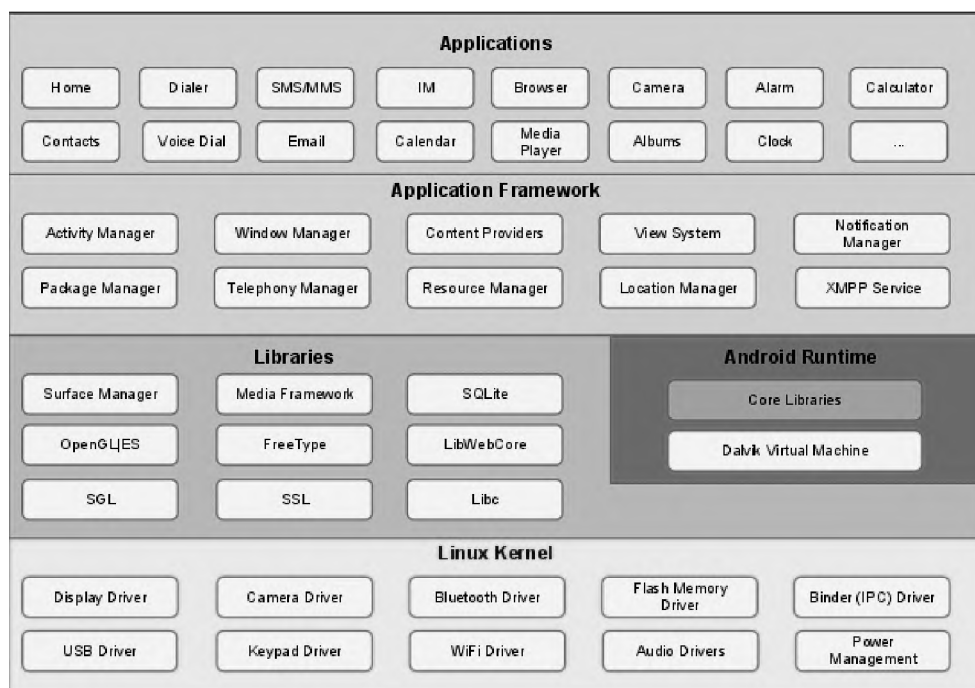 Applications
Home
Dialer
SMS/MMS
IM
Browser
Camera
Alarm
Calculator
Contacts
Voice Dial
Email
Calendar
Media
Player
Albums
Clock
...
Application Framework
Activity Manager
Window Manager
Content Providers
View System
Notification
Manager
Package Manager
Telephony Manager
Resource Manager
Location Manager
XMPP Service
Libraries
Surface Manager
Media Framework
SQLite
OpenGL|ES
FreeType
LibWebCore
SGL
SSL
Libc
Android Runtime
Core Libraries
Dalvik Virtual Machine
Linux Kernel
Display Driver
Camera Driver
Bluetooth Driver
Flash Memory
Driver
Binder (IPC) Driver
USB Driver
Keypad Driver
WiFi Driver
Audio Drivers
Power
Management